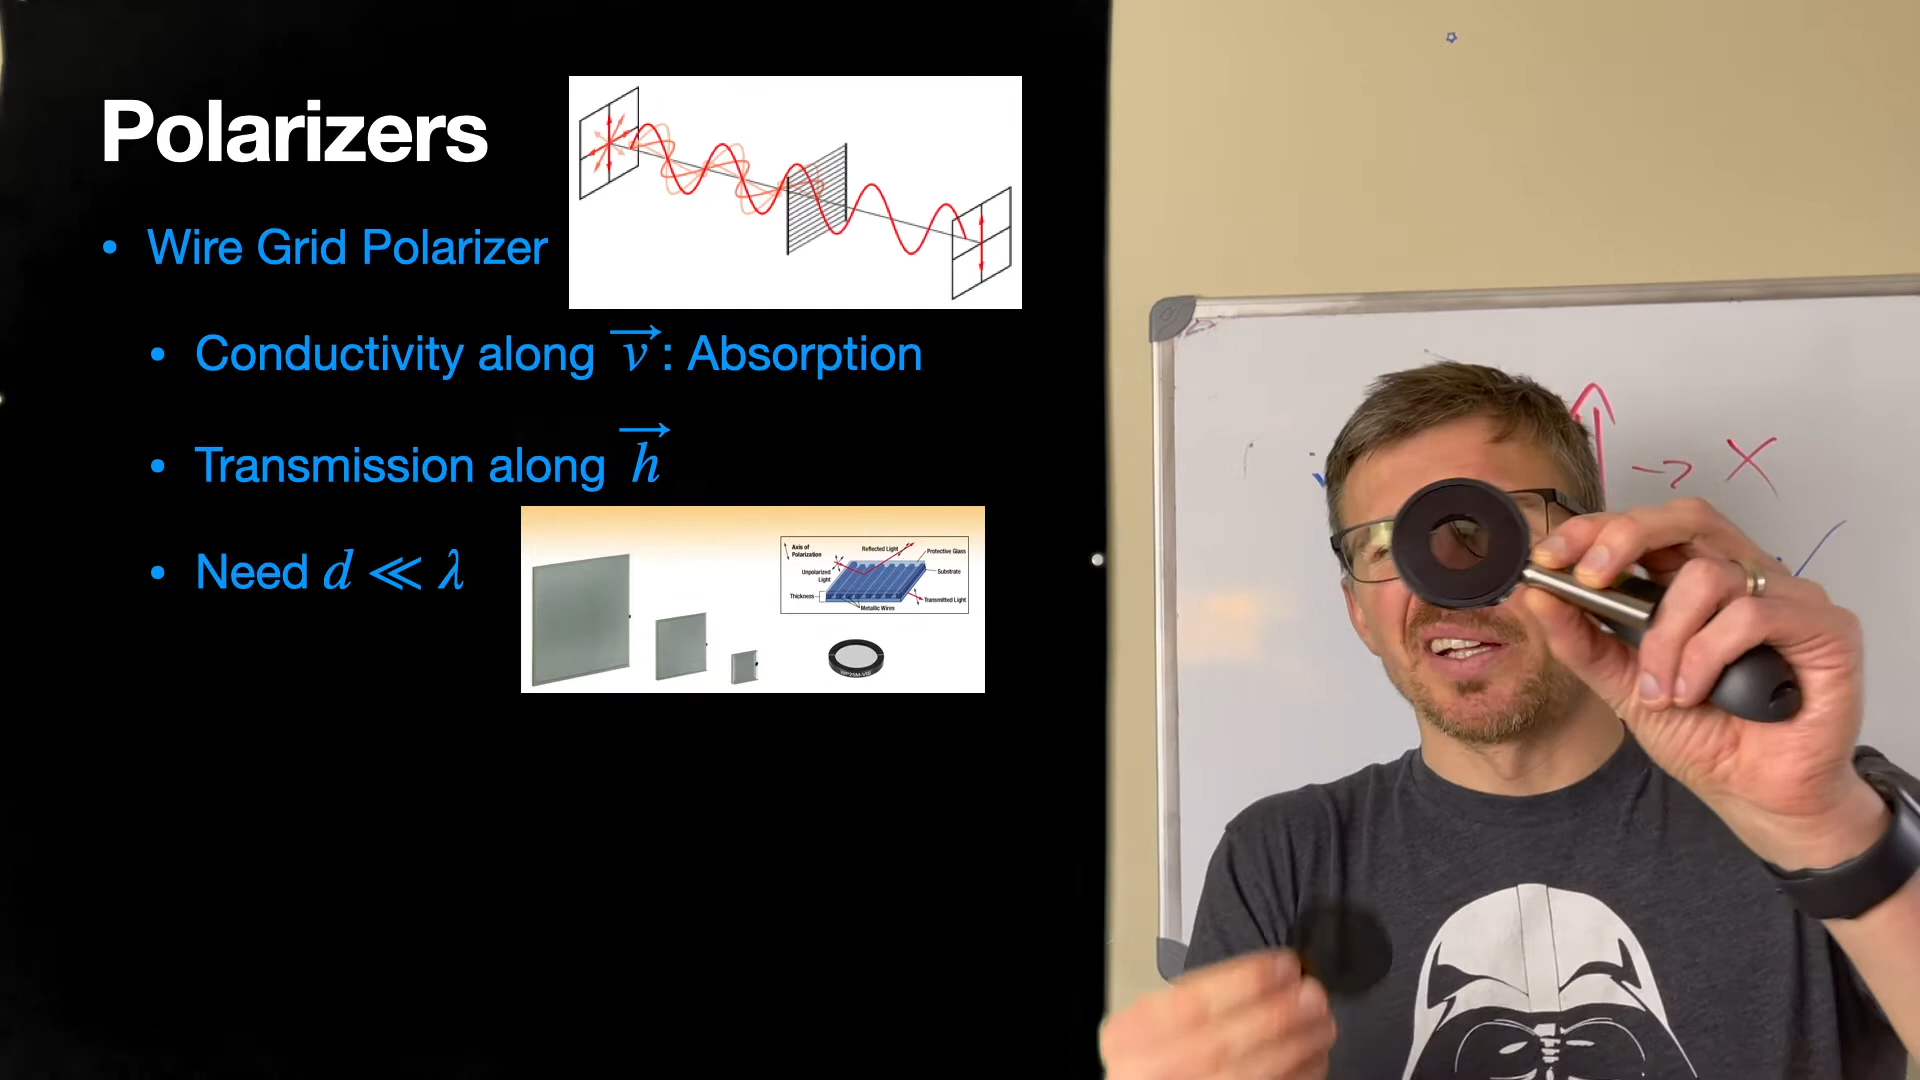 Polarizers
• Wire Grid Polarizer
• Conductivity along v⃗ : Absorption
• Transmission along h⃗
• Need d ≪ λ
Axis of
Polarization
Reflected Light
Protective Glass
Unpolarized
Light
Substrate
Thickness
Metallic Wires
Transmitted Light
→ X